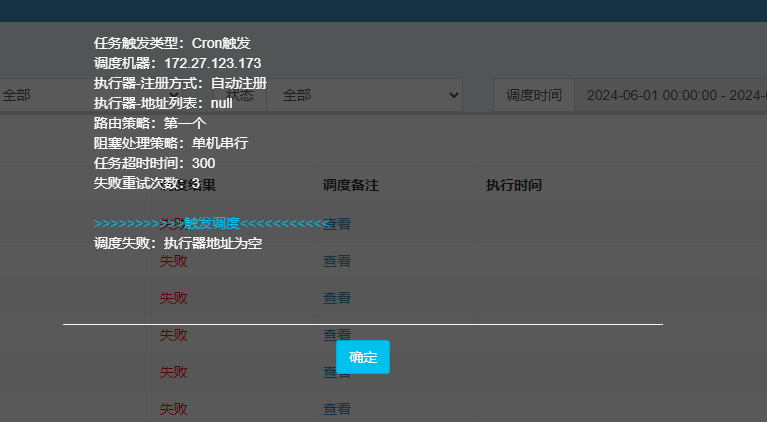 任务触发类型：Cron触发
调度机器：172.27.123.173
执行器-注册方式：自动注册
执行器-地址列表：null
路由策略：第一个
阻塞处理策略：单机串行
任务超时时间：300
失败重试次数：3
>>>>>>>>>>>触发调度<<<<<<<<<<<
调度失败：执行器地址为空
确定
全部 状态 全部 调度时间 2024-06-01 00:00:00 - 2024-
调度结果 调度备注 执行时间
失败 查看
失败 查看
失败 查看
失败 查看
失败 查看
失败 查看